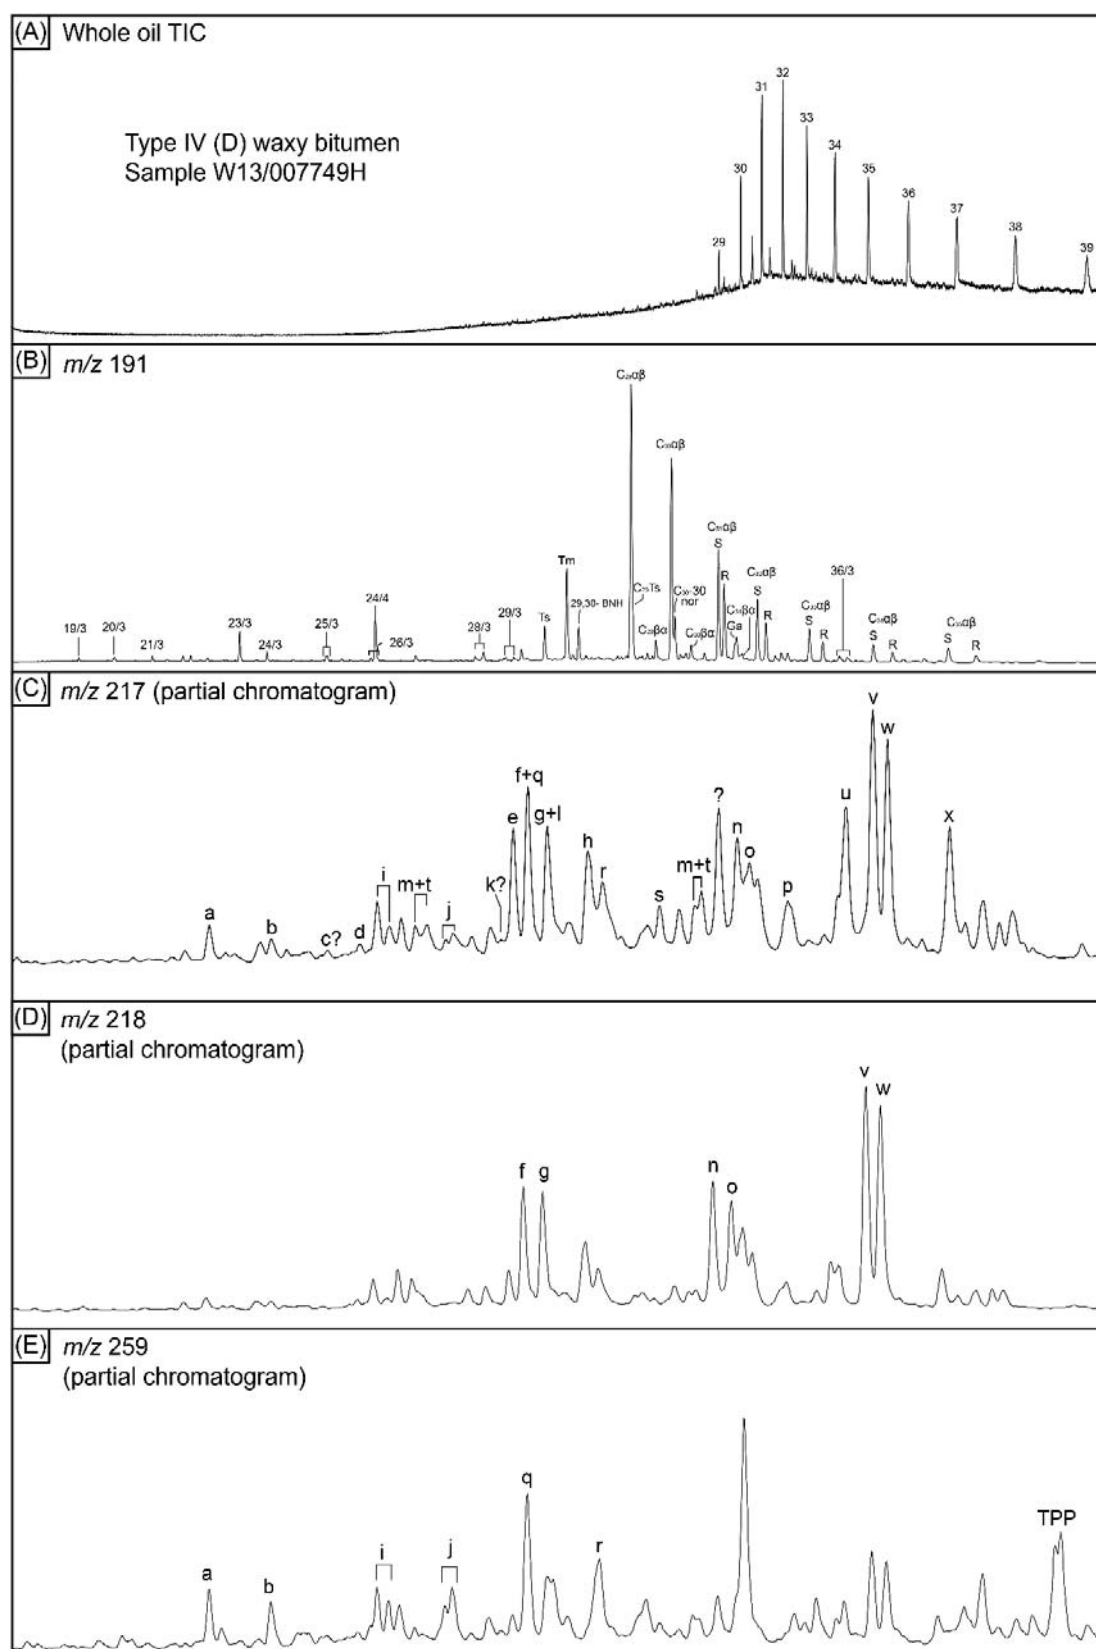 (A) Whole oil TIC
Type IV (D) waxy bitumen
Sample W13/007749H
29
30
31
32
33
34
35
36
37
38
39
(B) m/z 191
19/3
20/3
21/3
23/3
24/3
25/3
24/4
26/3
28/3
29/3
Ts
Tm
29,30- BNH
C₂₉αβ
C₂₉Ts
C₂₉βα
C₃₀αβ
C₃₀-30
nor
C₃₀βα
C₃₁αβ
S
R
Ga
C₃₁βα
C₃₂αβ
S
R
C₃₃αβ
S
R
36/3
C₃₄αβ
S
R
C₃₅αβ
S
R
(C) m/z 217 (partial chromatogram)
a
b
c?
d
i
m+t
j
k?
e
f+q
g+l
h
r
s
m+t
?
n
o
p
u
v
w
x
(D) m/z 218
(partial chromatogram)
f
g
n
o
v
w
(E) m/z 259
(partial chromatogram)
a
b
i
j
q
r
TPP